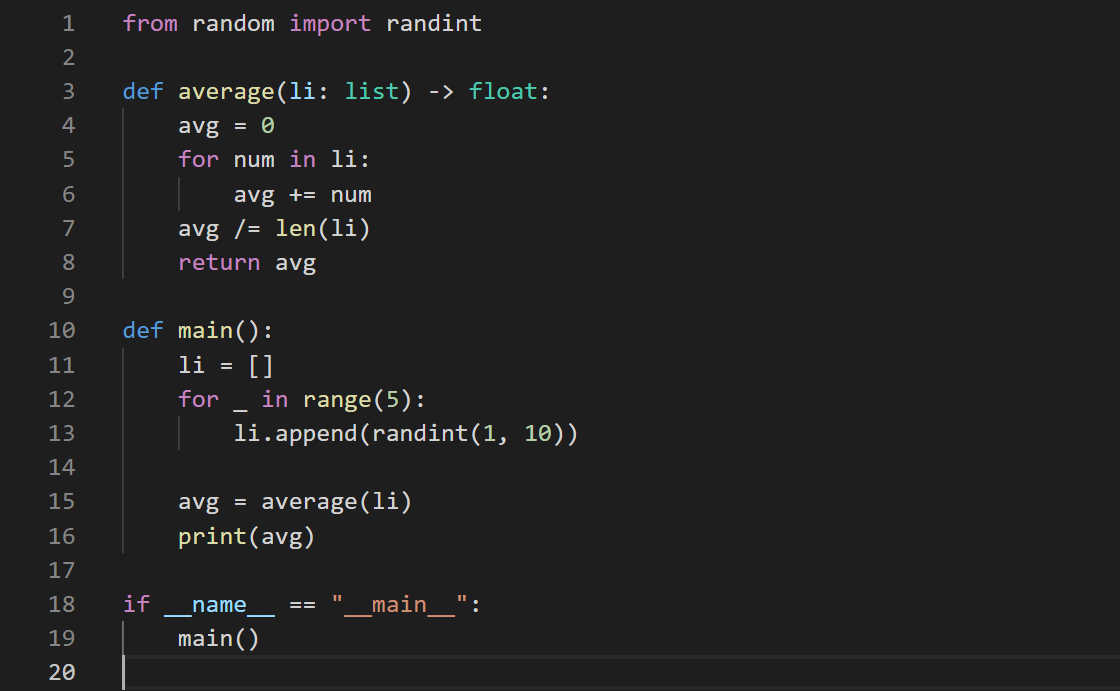 1 from random import randint
2
3 def average(li: list) -> float:
4     avg = 0
5     for num in li:
6         avg += num
7     avg /= len(li)
8     return avg
9
10 def main():
11     li = []
12     for _ in range(5):
13         li.append(randint(1, 10))
14
15     avg = average(li)
16     print(avg)
17
18 if __name__ == "__main__":
19     main()
20